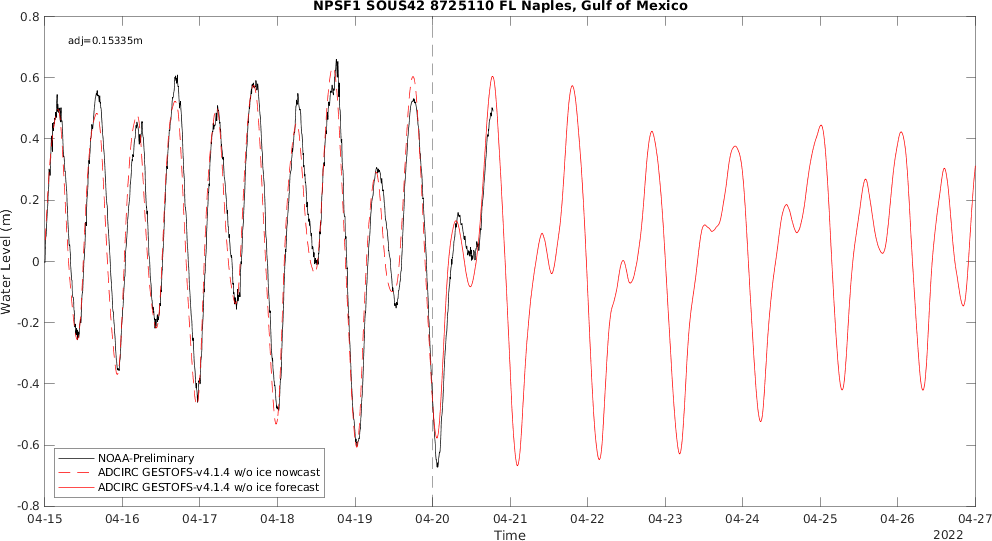 NPSF1 SOUS42 8725110 FL Naples, Gulf of Mexico
adj=0.15335m
0.8
0.6
0.4
0.2
0
-0.2
-0.4
-0.6
-0.8
Water Level (m)
NOAA-Preliminary
ADCIRC GESTOFS-v4.1.4 w/o ice nowcast
ADCIRC GESTOFS-v4.1.4 w/o ice forecast
04-15 04-16 04-17 04-18 04-19 04-20 04-21 04-22 04-23 04-24 04-25 04-26 04-27
Time
2022